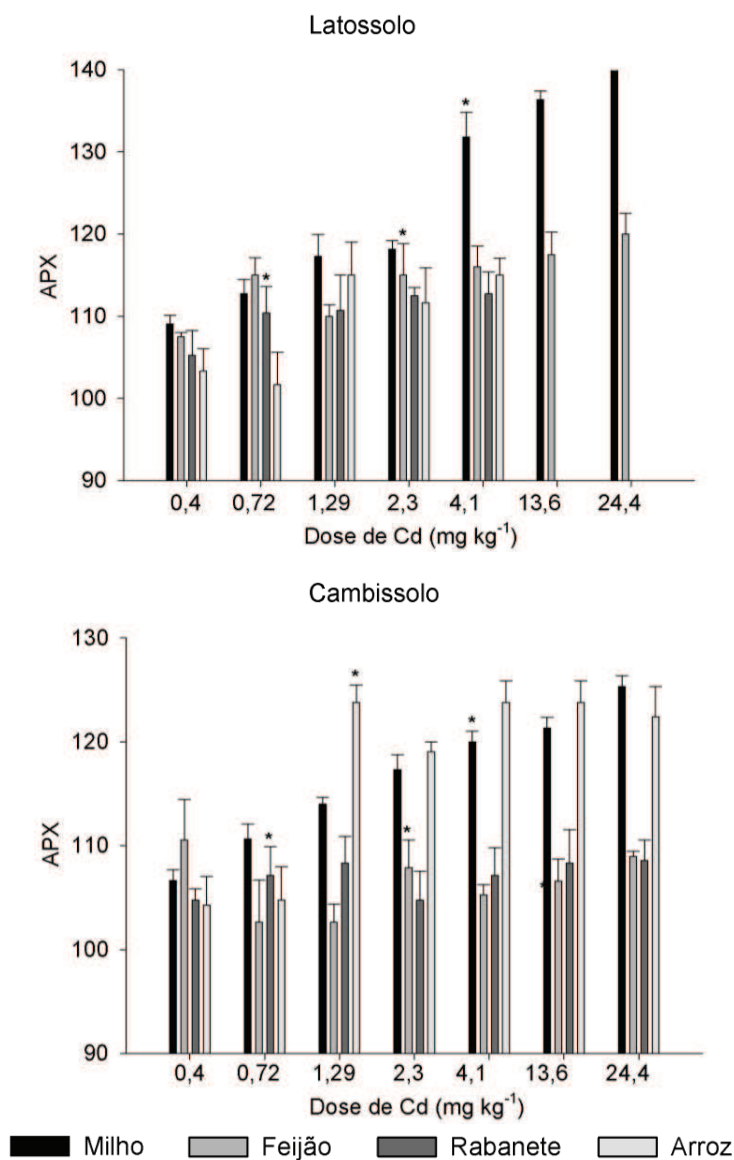 Latossolo
140
130
120
110
100
90
APX
* * *
0,4 0,72 1,29 2,3 4,1 13,6 24,4
Dose de Cd (mg kg-1)
Cambissolo
130
120
110
100
90
APX
* * * * *
0,4 0,72 1,29 2,3 4,1 13,6 24,4
Dose de Cd (mg kg-1)
Milho Feijão Rabanete Arroz